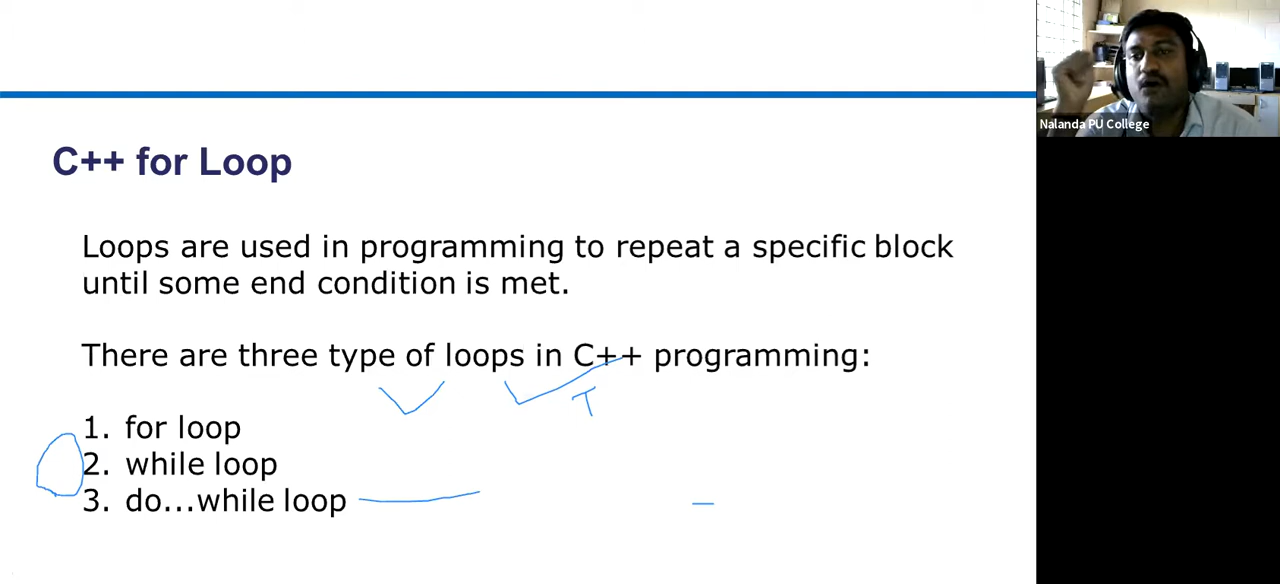 Nalanda PU College
C++ for Loop
Loops are used in programming to repeat a specific block
until some end condition is met.
There are three type of loops in C++ programming:
T
1. for loop
2. while loop
3. do...while loop